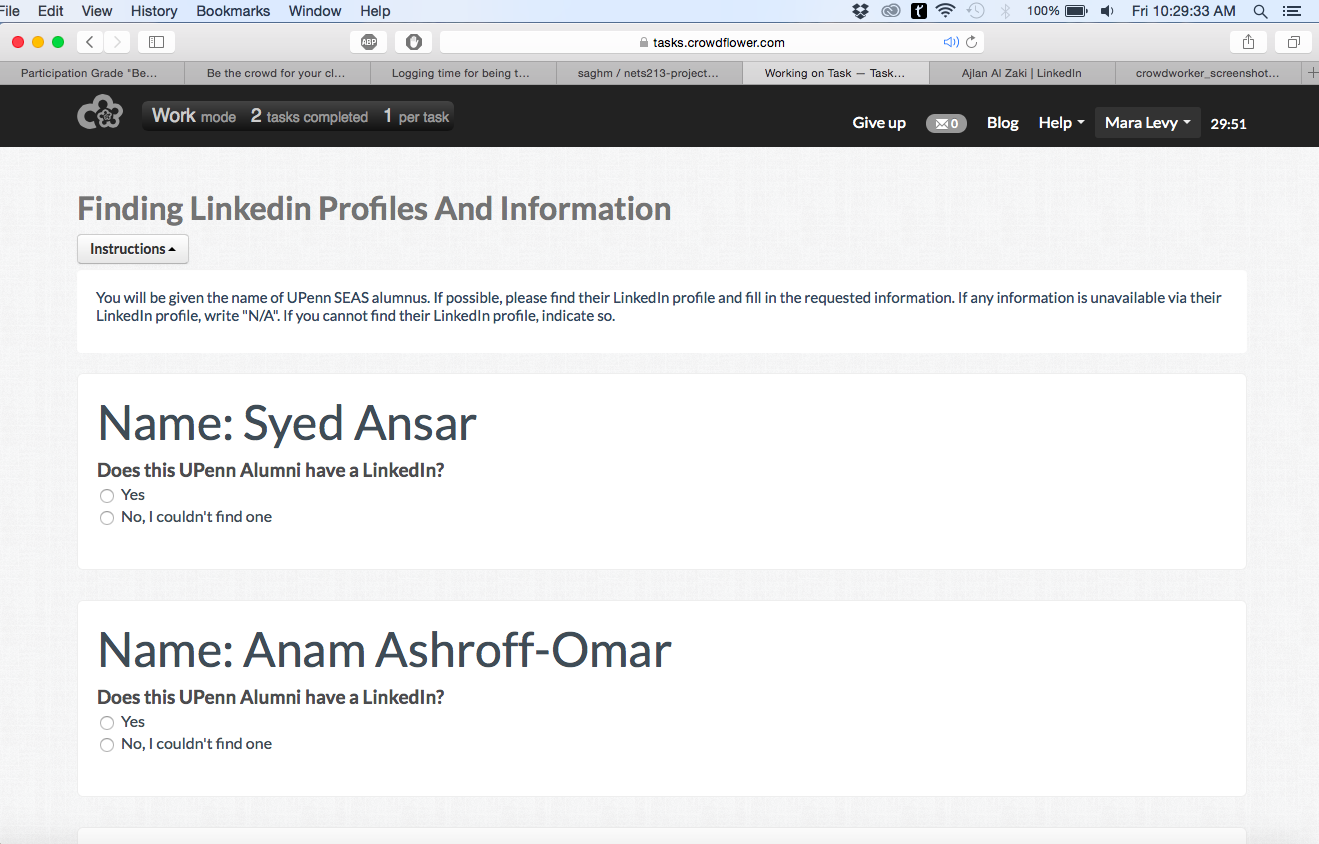 File Edit View History Bookmarks Window Help 100% Fri 10:29:33 AM
ABP tasks.crowdflower.com
Participation Grade "Be... Be the crowd for your cl... Logging time for being t... saghm / nets213-project... Working on Task — Task... Ajlan Al Zaki | LinkedIn crowdworker_screenshot...
Work mode 2 tasks completed 1 per task Give up 0 Blog Help Mara Levy 29:51
Finding Linkedin Profiles And Information
Instructions
You will be given the name of UPenn SEAS alumnus. If possible, please find their LinkedIn profile and fill in the requested information. If any information is unavailable via their
LinkedIn profile, write "N/A". If you cannot find their LinkedIn profile, indicate so.
Name: Syed Ansar
Does this UPenn Alumni have a LinkedIn?
Yes
No, I couldn't find one
Name: Anam Ashroff-Omar
Does this UPenn Alumni have a LinkedIn?
Yes
No, I couldn't find one